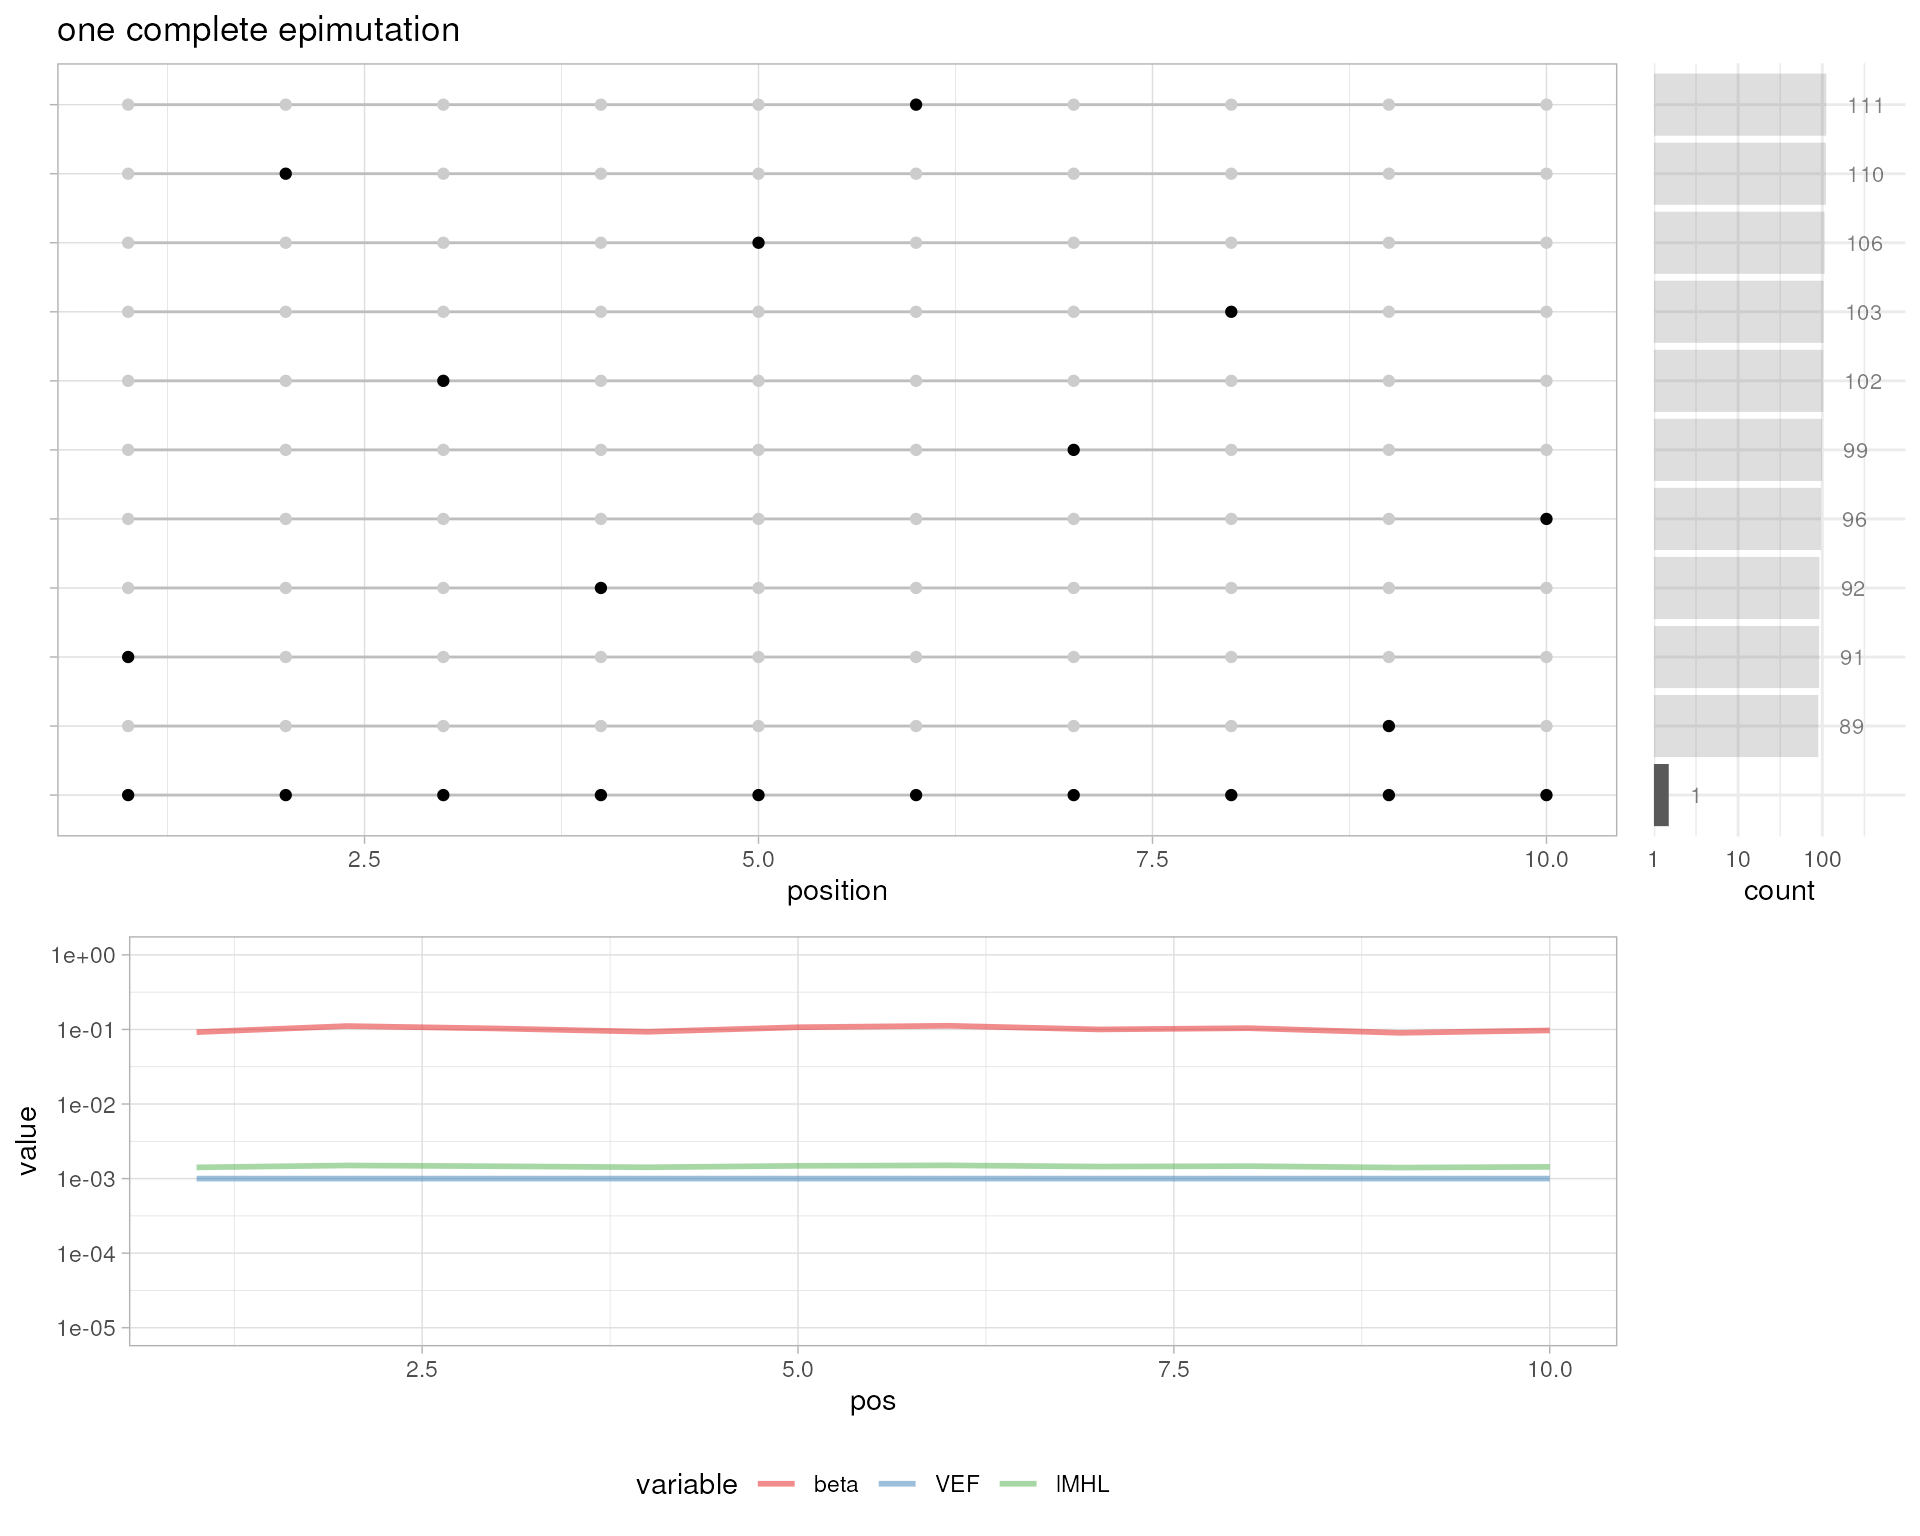 one complete epimutation
111
110
106
103
102
99
96
92
91
89
1
2.5 5.0 7.5 10.0
1 10 100
position
count
1e+00
1e-01
1e-02
1e-03
1e-04
1e-05
value
2.5 5.0 7.5 10.0
pos
variable beta VEF lMHL